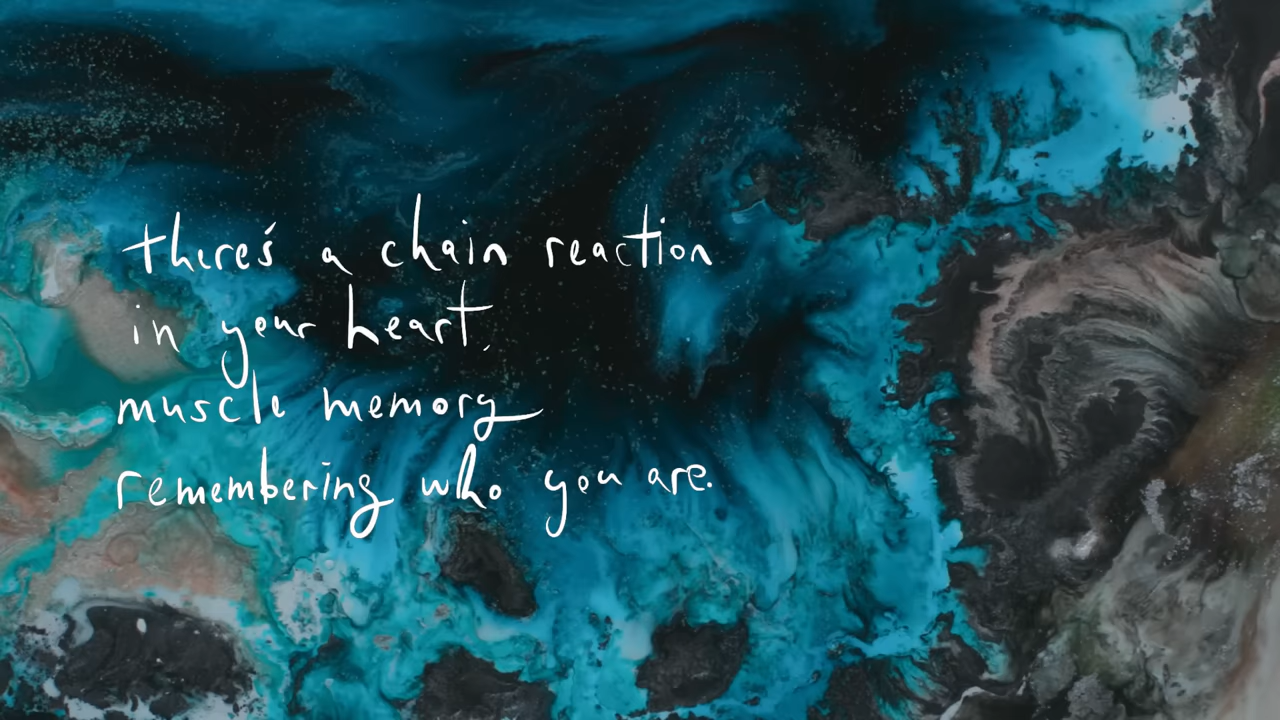 there's a chain reaction
in your heart.
muscle memory
remembering who you are.